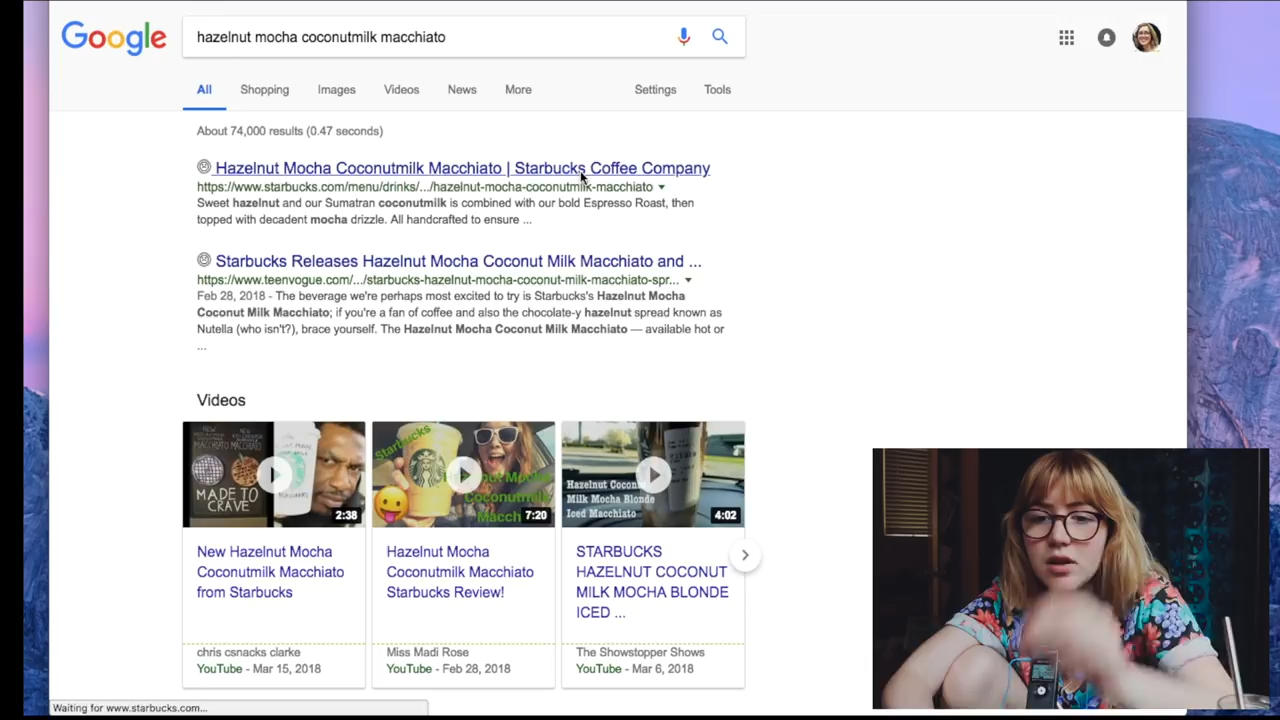 Google
hazelnut mocha coconutmilk macchiato
All Shopping Images Videos News More Settings Tools
About 74,000 results (0.47 seconds)
Hazelnut Mocha Coconutmilk Macchiato | Starbucks Coffee Company
https://www.starbucks.com/menu/drinks/.../hazelnut-mocha-coconutmilk-macchiato
Sweet hazelnut and our Sumatran coconutmilk is combined with our bold Espresso Roast, then
topped with decadent mocha drizzle. All handcrafted to ensure ...
Starbucks Releases Hazelnut Mocha Coconut Milk Macchiato and ...
https://www.teenvogue.com/.../starbucks-hazelnut-mocha-coconut-milk-macchiato-spr...
Feb 28, 2018 - The beverage we're perhaps most excited to try is Starbucks's Hazelnut Mocha
Coconut Milk Macchiato; if you're a fan of coffee and also the chocolate-y hazelnut spread known as
Nutella (who isn't?), brace yourself. The Hazelnut Mocha Coconut Milk Macchiato — available hot or
...
Videos
MADE TO
CRAVE
2:38
Starbucks
Coconutmilk
7:20
Hazelnut Coconut
Milk Mocha Blonde
Iced Macchiato
4:02
New Hazelnut Mocha
Coconutmilk Macchiato
from Starbucks
Hazelnut Mocha
Coconutmilk Macchiato
Starbucks Review!
STARBUCKS
HAZELNUT COCONUT
MILK MOCHA BLONDE
ICED ...
chris csnacks clarke
YouTube - Mar 15, 2018
Miss Madi Rose
YouTube - Feb 28, 2018
The Showstopper Shows
YouTube - Mar 6, 2018
Waiting for www.starbucks.com...